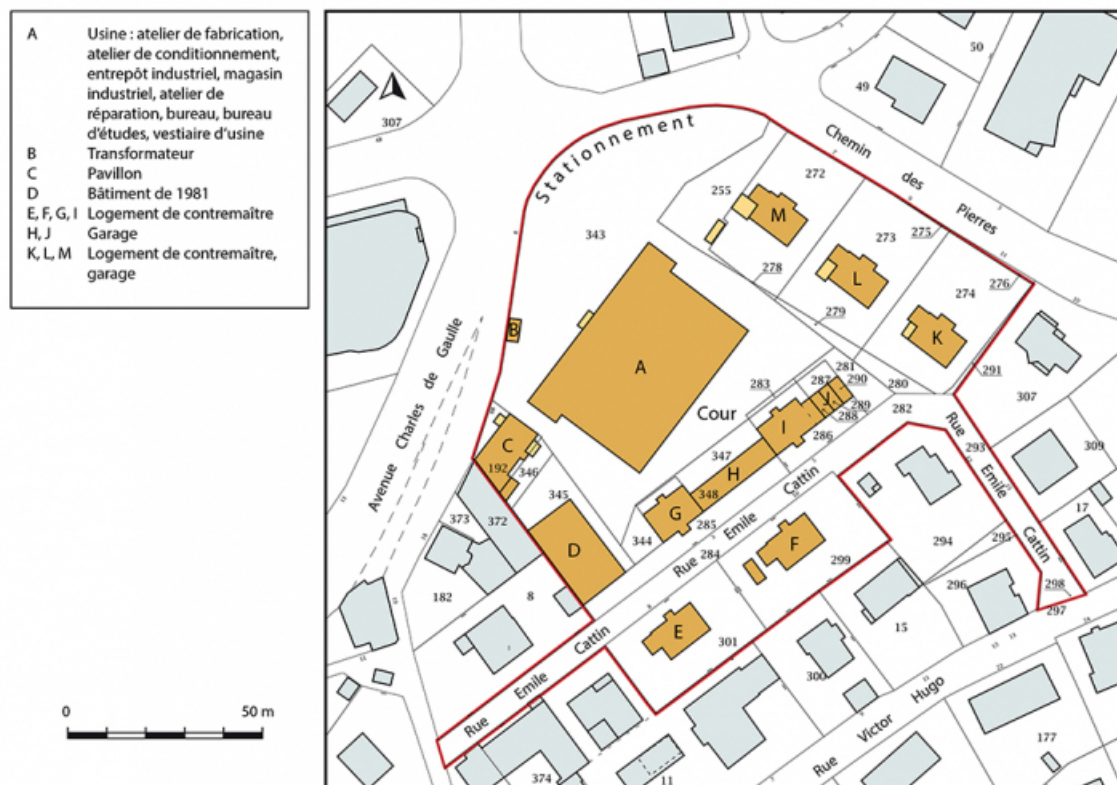 A Usine : atelier de fabrication,
atelier de conditionnement,
entrepôt industriel, magasin
industriel, atelier de
réparation, bureau, bureau
d'études, vestiaire d'usine
B Transformateur
C Pavillon
D Bâtiment de 1981
E, F, G, I Logement de contremaître
H, J Garage
K, L, M Logement de contremaître,
garage
0 50 m
307
50
49
Stationnement
Chemin des Pierres
255
272
M
343
273
275
278
L
274
276
279
B
K
A
291
307
281
290
280
287
J
289
283
288
282
Avenue Charles de Gaulle
Cour
I
286
293
309
C
192
346
347
H
348
Rue Emile Cattin
G
285
345
344
373
372
D
284
F
299
294
295
17
Rue Emile Cattin
296
298
297
182
8
E
301
15
300
Rue Emile Cattin
Rue Victor Hugo
177
374
11